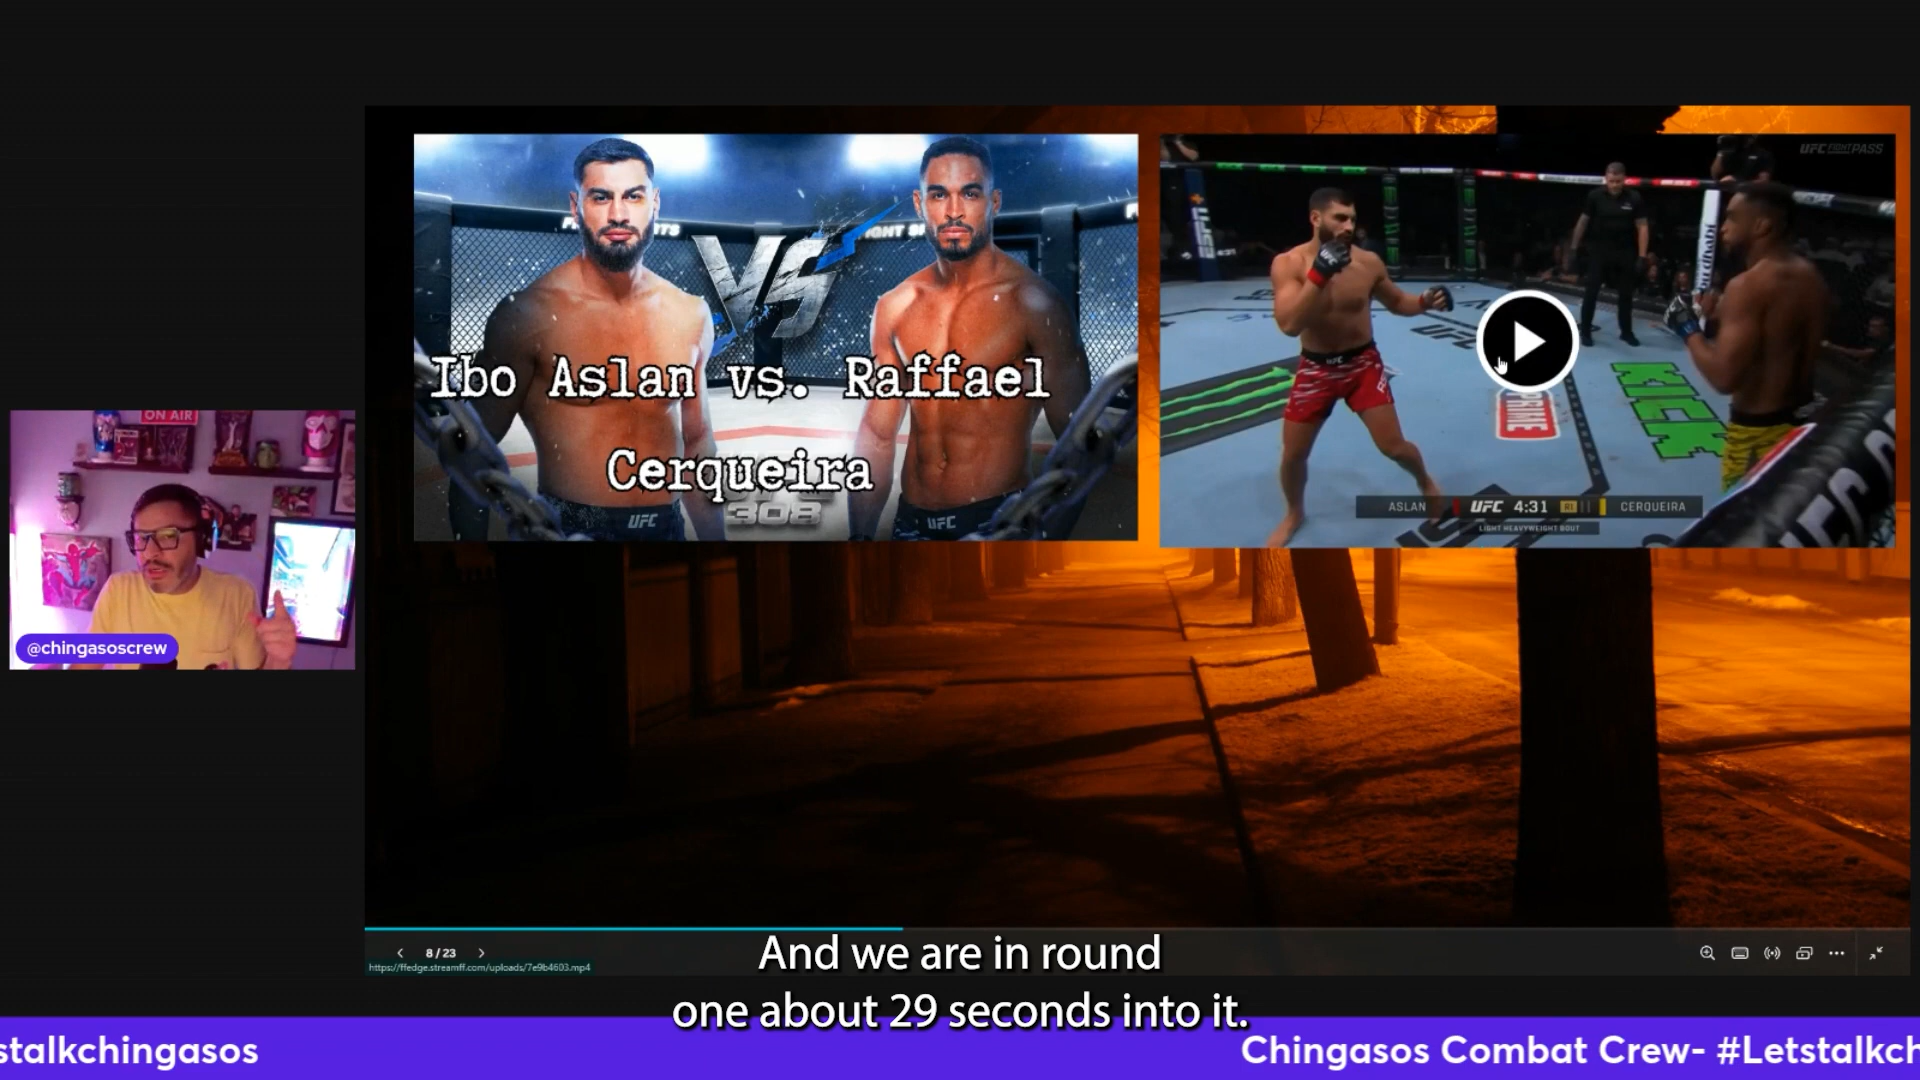 VS
Ibo Aslan vs. Raffael
Cerqueira
UFC
308
UFC
UFC FIGHT PASS
KICK
ASLAN
UFC 4:31
R1
CERQUEIRA
LIGHT HEAVYWEIGHT BOUT
ON AIR
@chingasoscrew
8 / 23
https://ffedge.streamff.com/uploads/7e9b4603.mp4
And we are in round
one about 29 seconds into it.
stalkchingasos
Chingasos Combat Crew- #Letstalkch